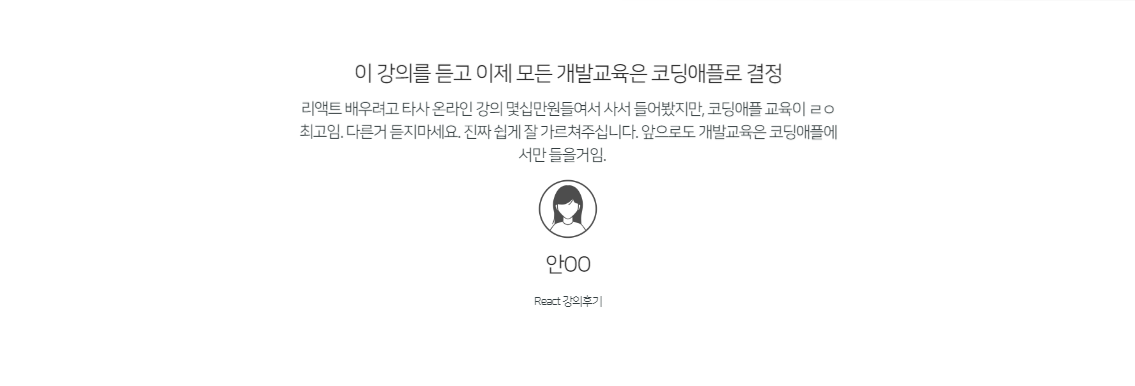 이 강의를 듣고 이제 모든 개발교육은 코딩애플로 결정
리액트 배우려고 타사 온라인 강의 몇십만원들여서 사서 들어봤지만, 코딩애플 교육이 ㄹㅇ
최고임. 다른거 듣지마세요. 진짜 쉽게 잘 가르쳐주십니다. 앞으로도 개발교육은 코딩애플에
서만 들을거임.
안OO
React 강의후기